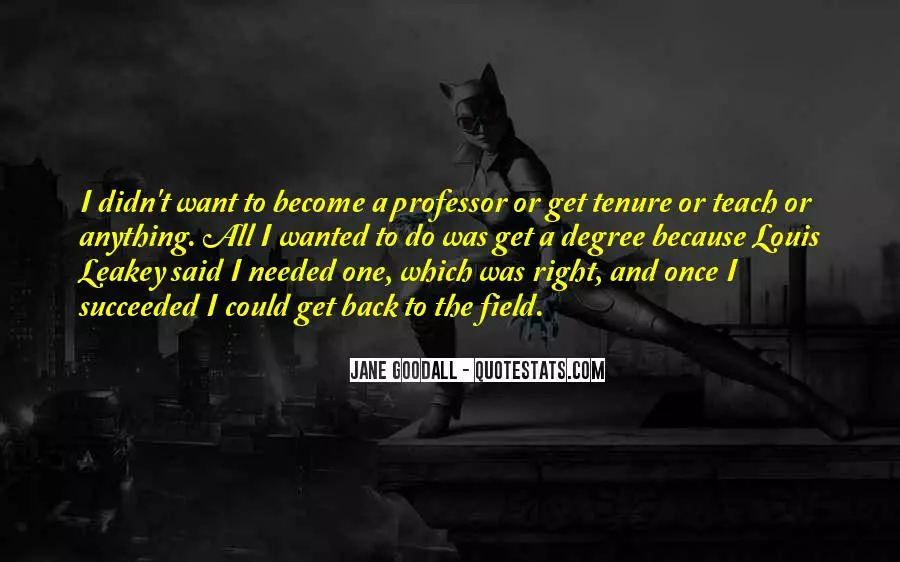 I didn't want to become a professor or get tenure or teach or
anything. All I wanted to do was get a degree because Louis
Leakey said I needed one, which was right, and once I
succeeded I could get back to the field.
JANE GOODALL - QUOTESTATS.COM